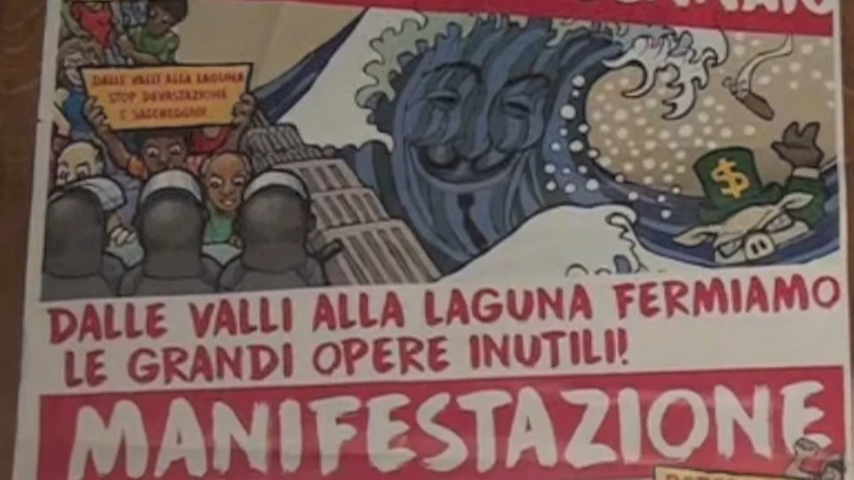 DALLE VALLI ALLA LAGUNA
STOP DEVASTAZIONE
E SACCHEGGIO!
$
DALLE VALLI ALLA LAGUNA FERMIAMO
LE GRANDI OPERE INUTILI!
MANIFESTAZIONE